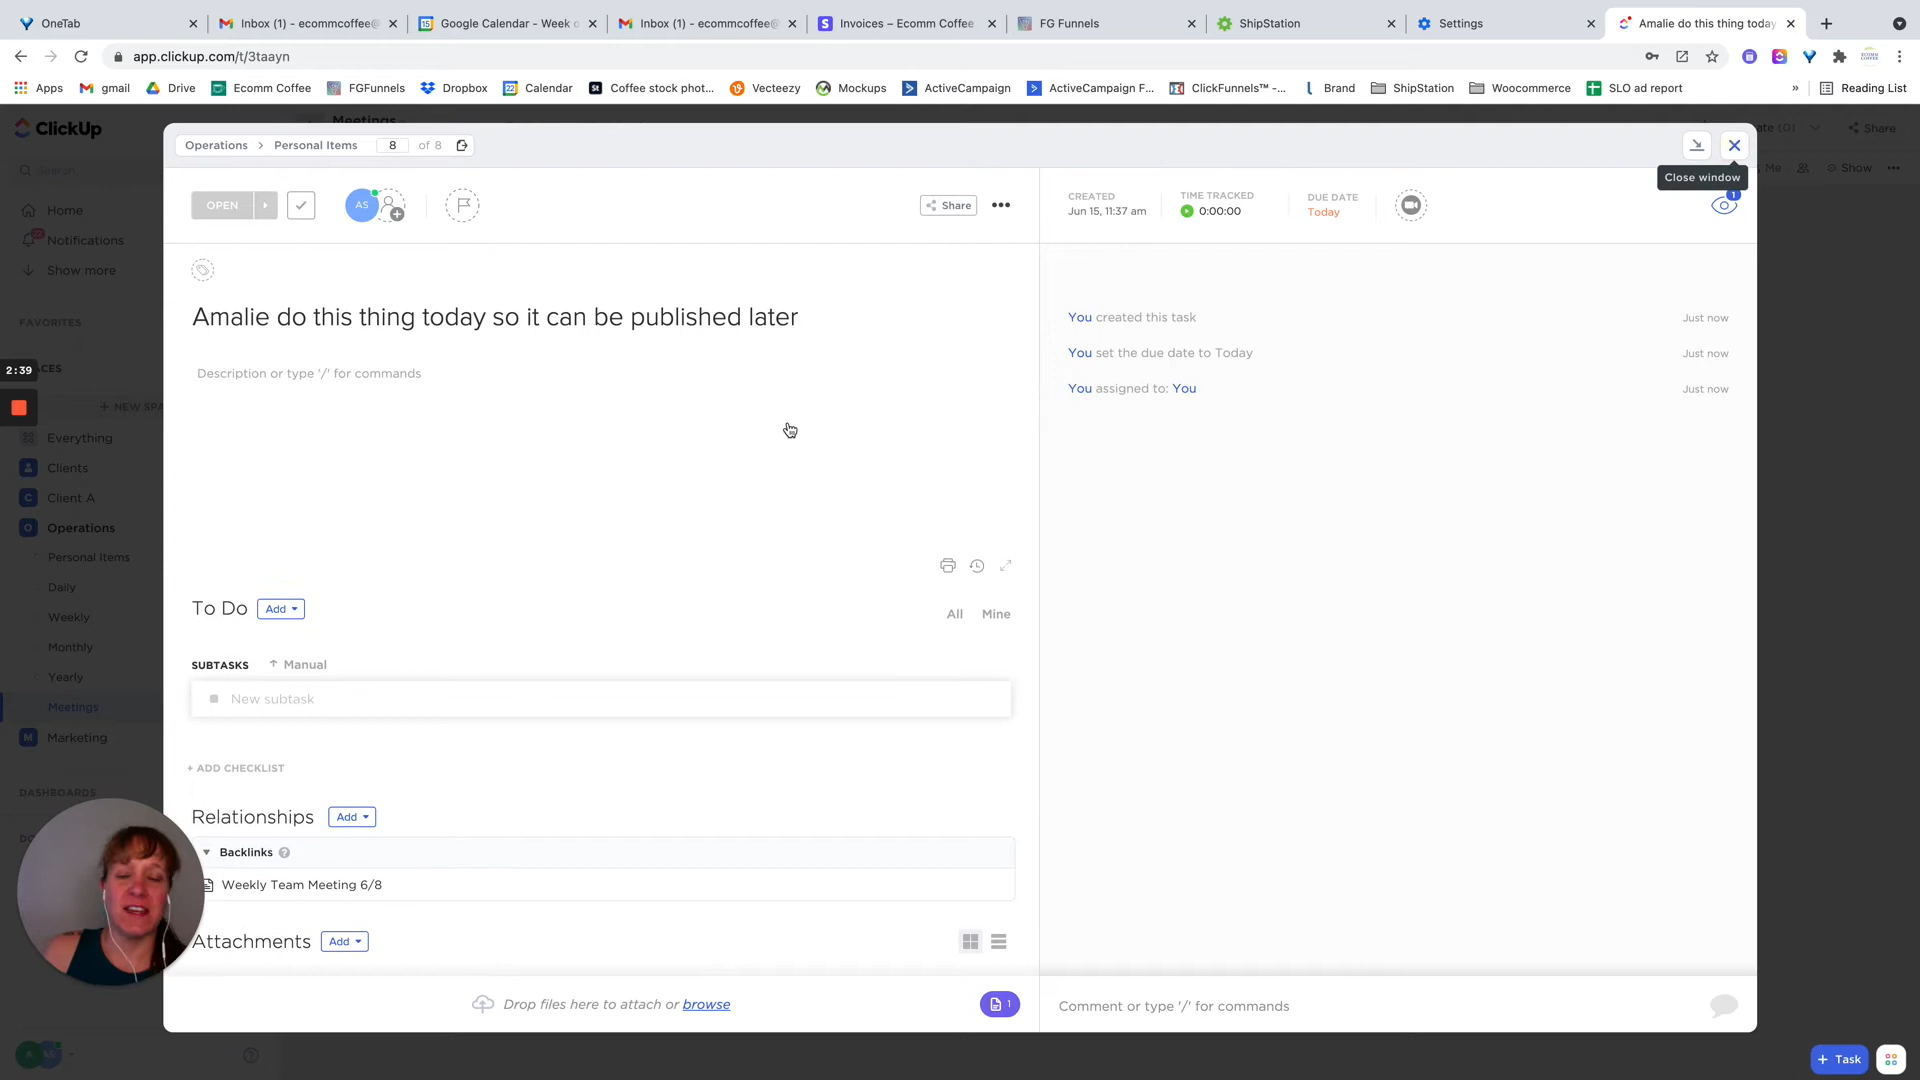 OneTab
Inbox (1) - ecommcoffee@
Google Calendar - Week o
Inbox (1) - ecommcoffee@
Invoices – Ecomm Coffee
FG Funnels
ShipStation
Settings
Amalie do this thing today
app.clickup.com/t/3taayn
Apps
gmail
Drive
Ecomm Coffee
FGFunnels
Dropbox
22 Calendar
St Coffee stock phot...
Vecteezy
Mockups
ActiveCampaign
ActiveCampaign F...
ClickFunnels™ -...
Brand
ShipStation
Woocommerce
SLO ad report
»
Reading List
ClickUp
Meetings
Share
Search
Me
Show
Home
Notifications
Show more
FAVORITES
2:39
ACES
+ NEW SPA
Everything
Clients
C Client A
O Operations
Personal Items
Daily
Weekly
Monthly
Yearly
Meetings
M Marketing
DASHBOARDS
Operations > Personal Items 8 of 8
Close window
OPEN
AS
Share
CREATED
Jun 15, 11:37 am
TIME TRACKED
0:00:00
DUE DATE
Today
1
Amalie do this thing today so it can be published later
Description or type '/' for commands
You created this task Just now
You set the due date to Today Just now
You assigned to: You Just now
To Do Add
All Mine
SUBTASKS Manual
New subtask
+ ADD CHECKLIST
Relationships Add
Backlinks ?
Weekly Team Meeting 6/8
Attachments Add
Drop files here to attach or browse
1
Comment or type '/' for commands
+ Task